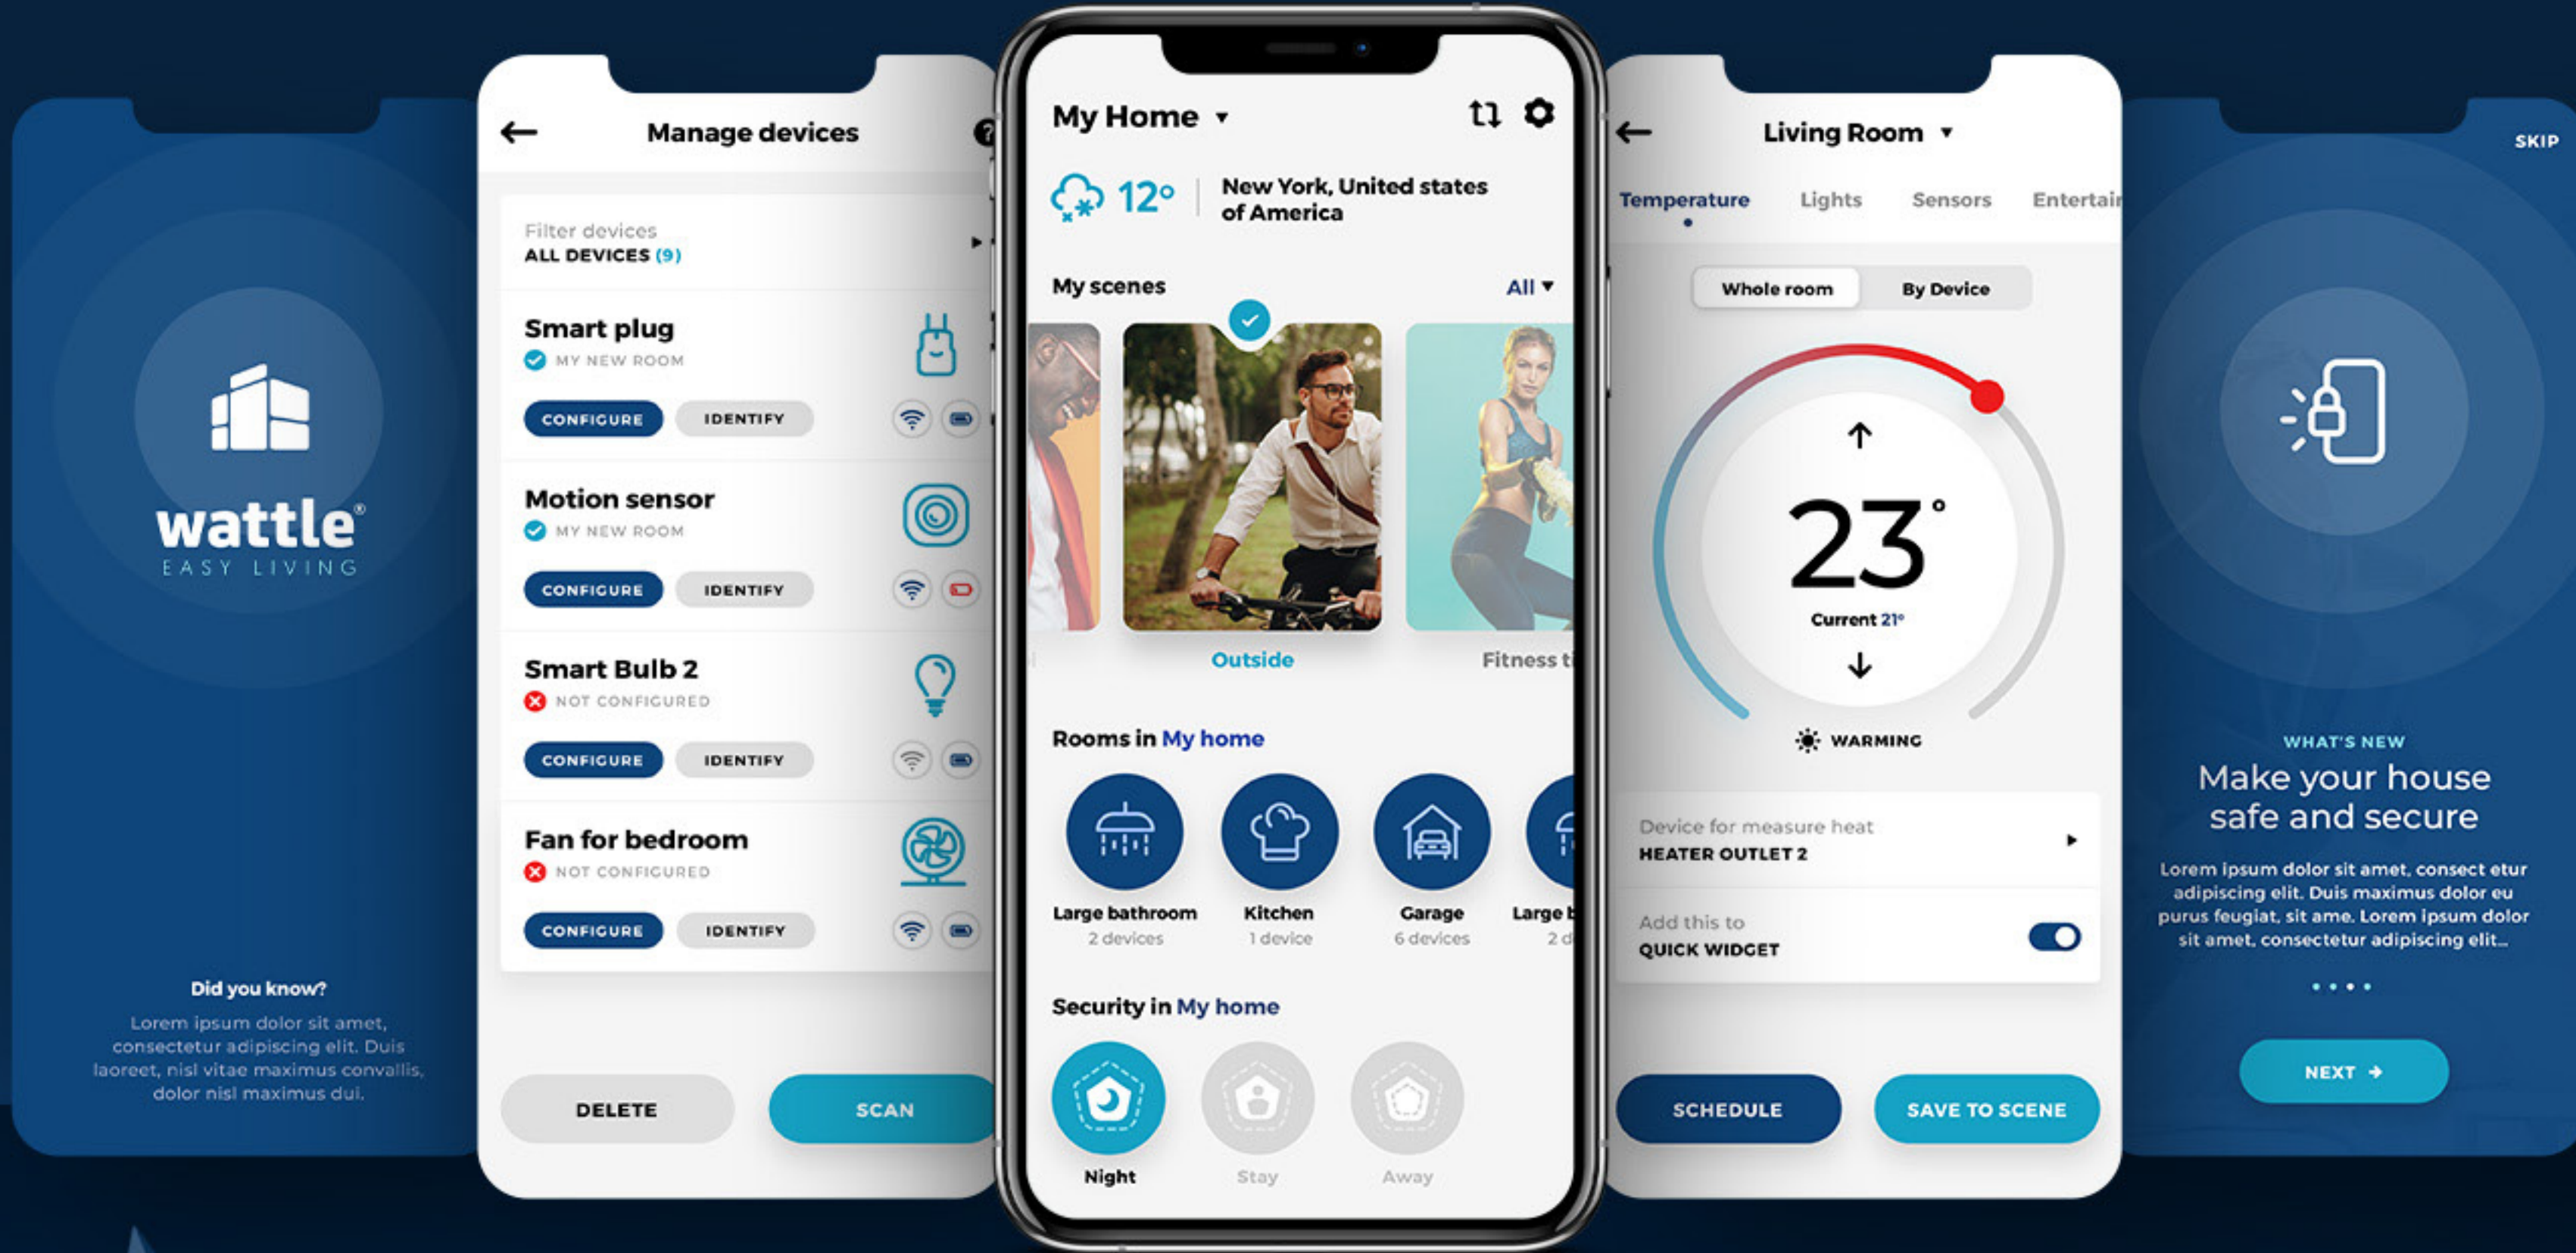 wattle®
EASY LIVING
Did you know?
Lorem ipsum dolor sit amet,
consectetur adipiscing elit. Duis
laoreet, nisl vitae maximus convallis,
dolor nisl maximus dui.
Manage devices
?
Filter devices
ALL DEVICES (9)
Smart plug
MY NEW ROOM
CONFIGURE
IDENTIFY
Motion sensor
MY NEW ROOM
CONFIGURE
IDENTIFY
Smart Bulb 2
NOT CONFIGURED
CONFIGURE
IDENTIFY
Fan for bedroom
NOT CONFIGURED
CONFIGURE
IDENTIFY
DELETE
SCAN
My Home
12°
New York, United states
of America
My scenes
All
Outside
Fitness
Rooms in My home
Large bathroom
2 devices
Kitchen
1 device
Garage
6 devices
Large
2
Security in My home
Night
Stay
Away
Living Room
Temperature
Lights
Sensors
Entertain
Whole room
By Device
23°
Current 21°
WARMING
Device for measure heat
HEATER OUTLET 2
Add this to
QUICK WIDGET
SCHEDULE
SAVE TO SCENE
SKIP
WHAT'S NEW
Make your house
safe and secure
Lorem ipsum dolor sit amet, consect etur
adipiscing elit. Duis maximus dolor eu
purus feugiat, sit ame. Lorem ipsum dolor
sit amet, consectetur adipiscing elit...
NEXT →